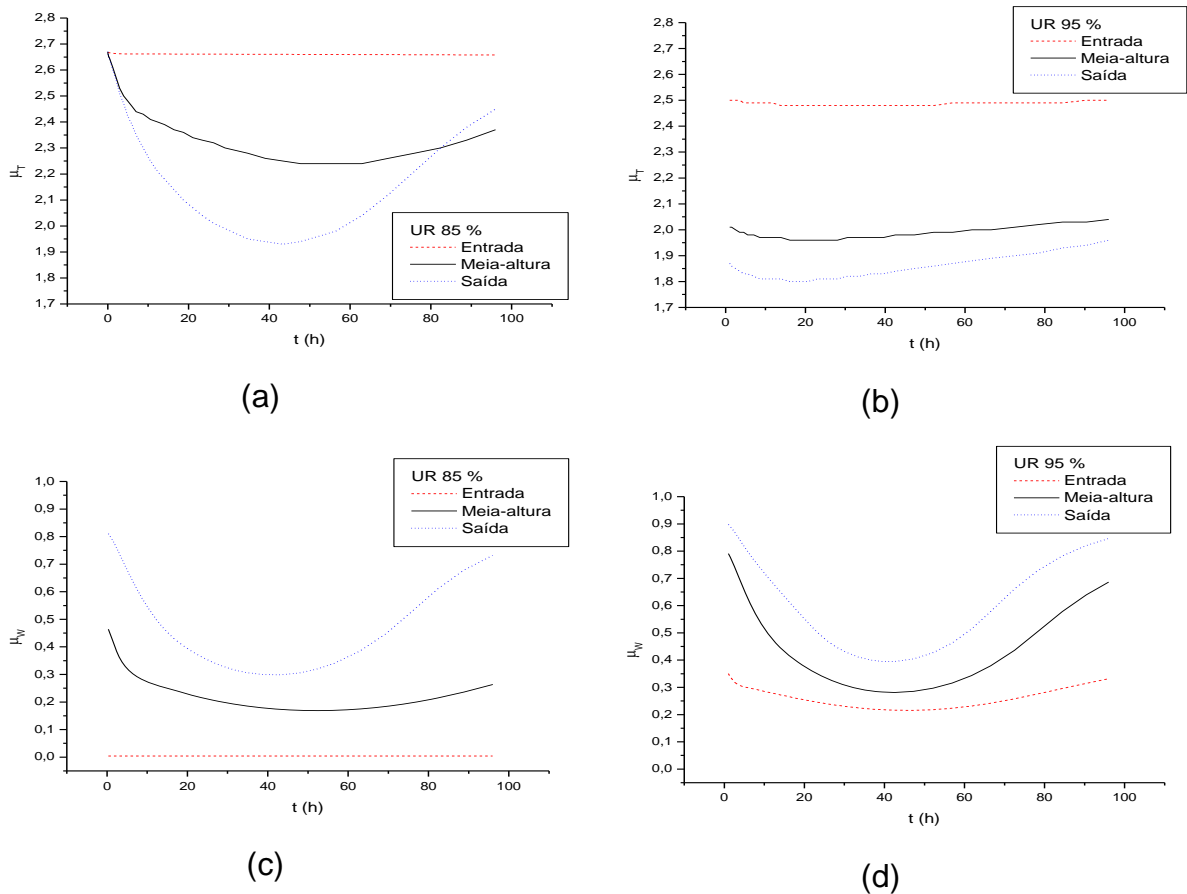 2,8
2,7
2,6
2,5
2,4
2,3
2,2
2,1
2,0
1,9
1,8
1,7
μT
0
20
40
60
80
100
t (h)
UR 85 %
Entrada
Meia-altura
Saída
(a)
2,8
2,7
2,6
2,5
2,4
2,3
2,2
2,1
2,0
1,9
1,8
1,7
μT
0
20
40
60
80
100
t (h)
UR 95 %
Entrada
Meia-altura
Saída
(b)
1,0
0,9
0,8
0,7
0,6
0,5
0,4
0,3
0,2
0,1
0,0
μW
0
20
40
60
80
100
t (h)
UR 85 %
Entrada
Meia-altura
Saída
(c)
1,0
0,9
0,8
0,7
0,6
0,5
0,4
0,3
0,2
0,1
0,0
μW
0
20
40
60
80
100
t (h)
UR 95 %
Entrada
Meia-altura
Saída
(d)